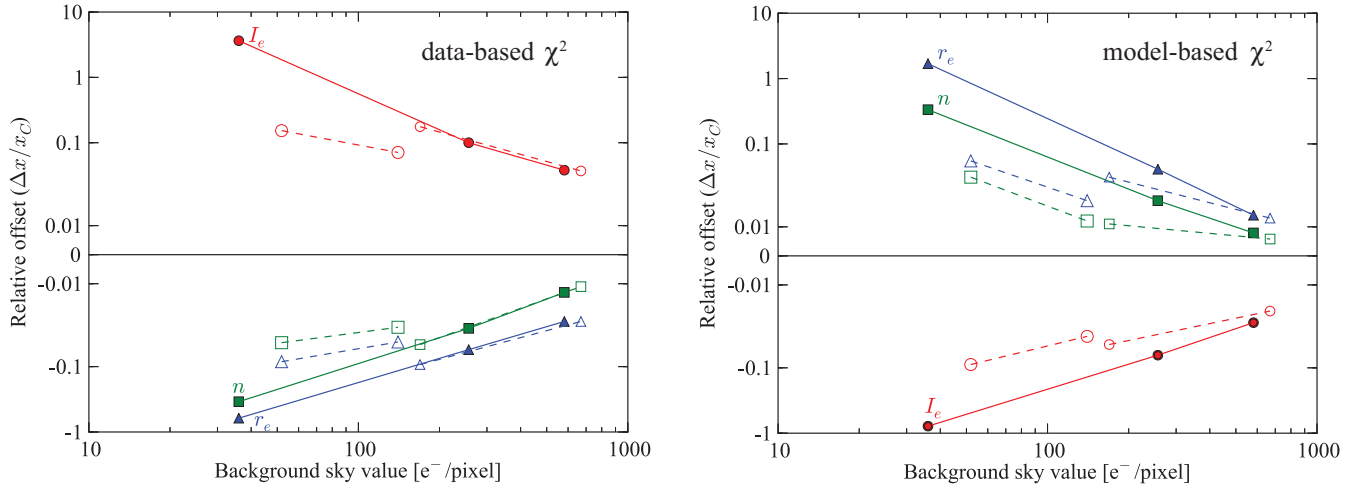 10
1
0.1
0.01
0
-0.01
-0.1
-1
Relative offset (Δx/x_C)
I_e
data-based χ²
n
r_e
10
100
1000
Background sky value [e⁻/pixel]
10
1
0.1
0.01
0
-0.01
-0.1
-1
Relative offset (Δx/x_C)
r_e
model-based χ²
n
I_e
10
100
1000
Background sky value [e⁻/pixel]